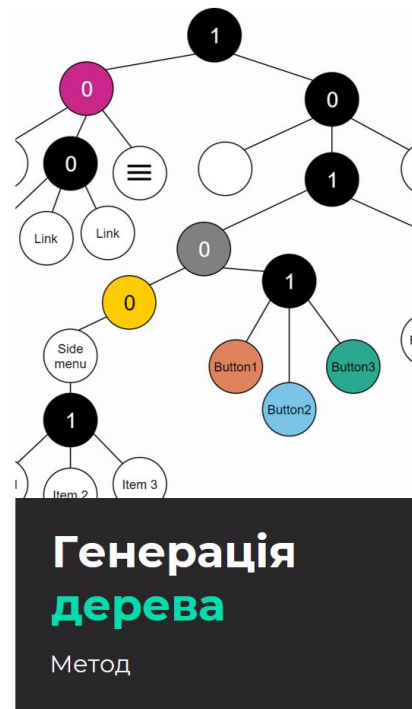 1
0
0
0
1
Link
Link
0
0
1
Side
menu
Button1
Button3
Button2
1
Item 2
Item 3
Генерація
дерева
Метод